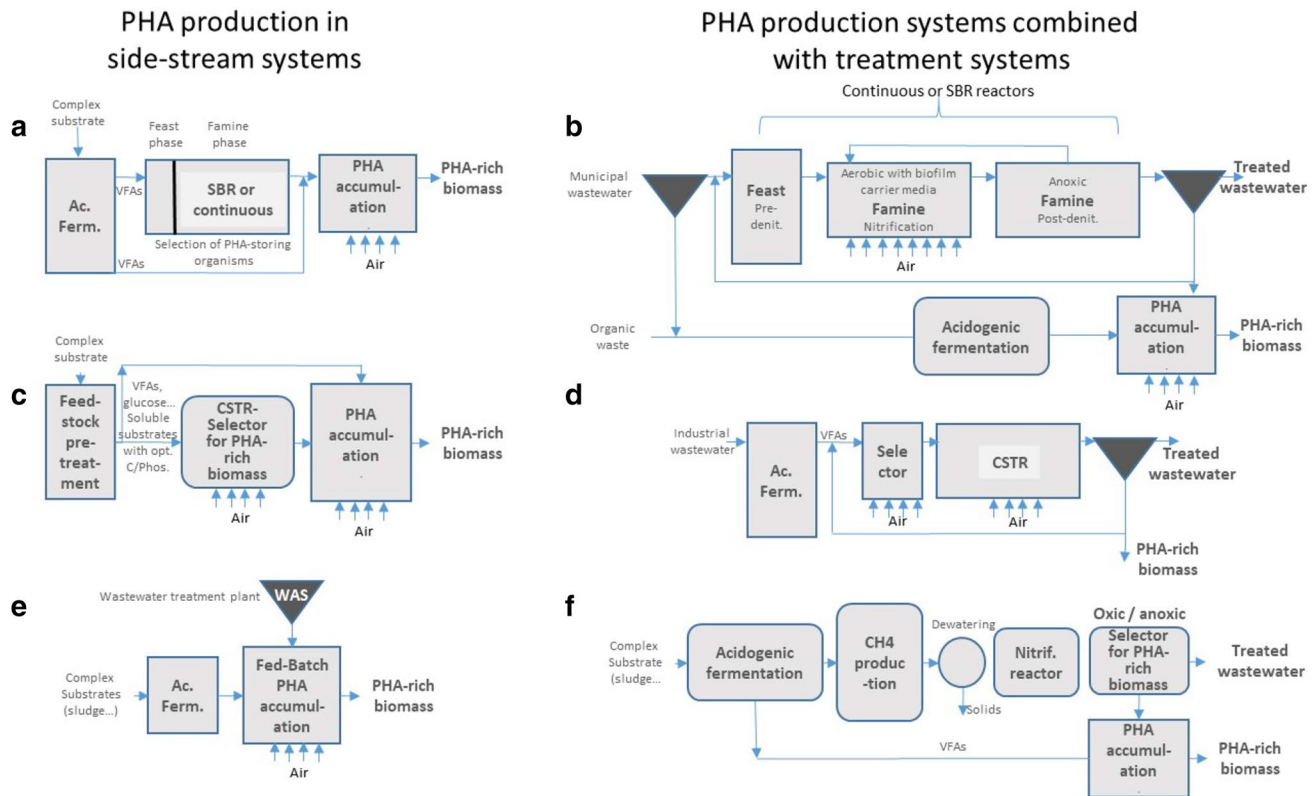 PHA production in
side-stream systems
PHA production systems combined
with treatment systems
Continuous or SBR reactors
a
Complex
substrate
Feast
phase
Famine
phase
Ac.
Ferm.
VFAs
SBR or
continuous
Selection of PHA-storing
organisms
VFAs
PHA
accumul-
ation
.
Air
PHA-rich
biomass
b
Municipal
wastewater
Feast
Pre-
denit.
Aerobic with biofilm
carrier media
Famine
Nitrification
Air
Anoxic
Famine
Post-denit.
Treated
wastewater
Organic
waste
Acidogenic
fermentation
PHA
accumul-
ation
.
Air
PHA-rich
biomass
c
Complex
substrate
Feed-
stock
pre-
treat-
ment
VFAs,
glucose...
Soluble
substrates
with opt.
C/Phos.
CSTR-
Selector
for PHA-
rich
biomass
Air
PHA
accumul-
ation
.
Air
PHA-rich
biomass
d
Industrial
wastewater
Ac.
Ferm.
VFAs
Sele
ctor
Air
CSTR
Air
Treated
wastewater
PHA-rich
biomass
e
Wastewater treatment plant
WAS
Complex
Substrates
(sludge...)
Ac.
Ferm.
Fed-Batch
PHA
accumul-
ation
Air
PHA-rich
biomass
f
Complex
Substrate
(sludge...
Acidogenic
fermentation
CH4
produc
-tion
Dewatering
Solids
Nitrif.
reactor
Oxic / anoxic
Selector
for PHA-
rich
biomass
Treated
wastewater
VFAs
PHA
accumul-
ation
.
PHA-rich
biomass